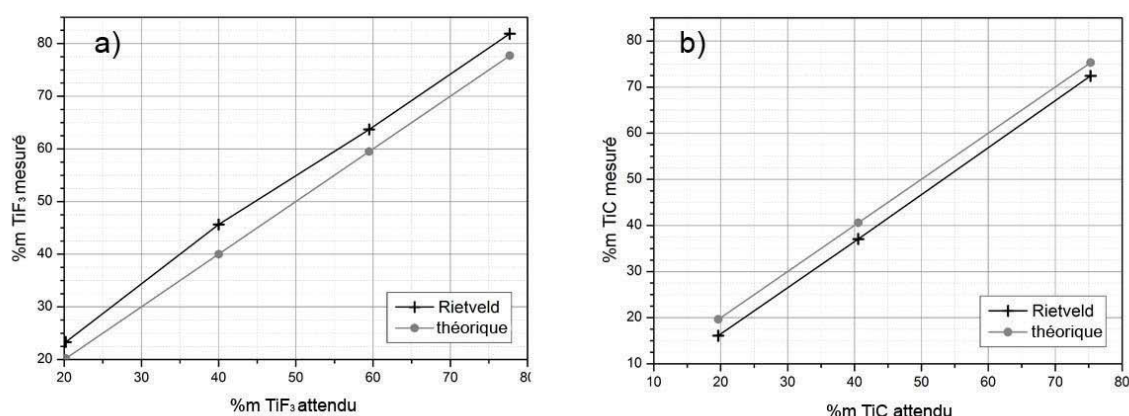 a)
80
70
60
50
40
30
20
%m TiF₃ mesuré
20 30 40 50 60 70 80
%m TiF₃ attendu
Rietveld
théorique
b)
80
70
60
50
40
30
20
10
%m TiC mesuré
10 20 30 40 50 60 70 80
%m TiC attendu
Rietveld
théorique